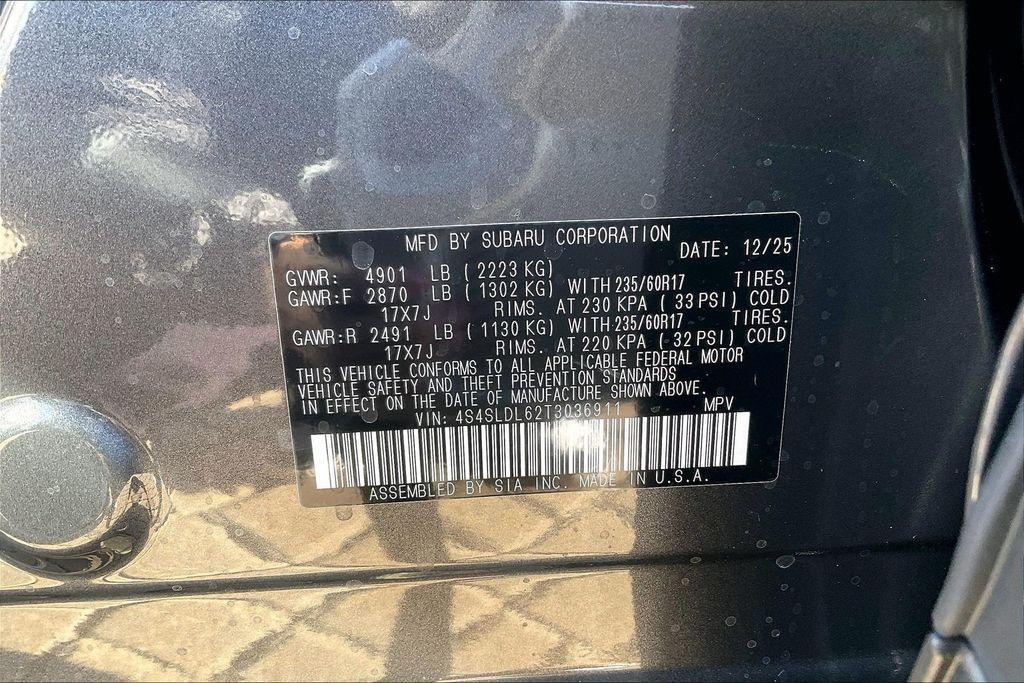 MFD BY SUBARU CORPORATION DATE: 12/25
GVWR: 4901 LB ( 2223 KG)
GAWR:F 2870 LB ( 1302 KG) WITH 235/60R17 TIRES.
17X7J RIMS. AT 230 KPA ( 33 PSI) COLD
GAWR:R 2491 LB ( 1130 KG) WITH 235/60R17 TIRES.
17X7J RIMS. AT 220 KPA ( 32 PSI) COLD
THIS VEHICLE CONFORMS TO ALL APPLICABLE FEDERAL MOTOR
VEHICLE SAFETY AND THEFT PREVENTION STANDARDS
IN EFFECT ON THE DATE OF MANUFACTURE SHOWN ABOVE.
VIN: 4S4SLDL62T3036911 MPV
ASSEMBLED BY SIA INC. MADE IN U.S.A.